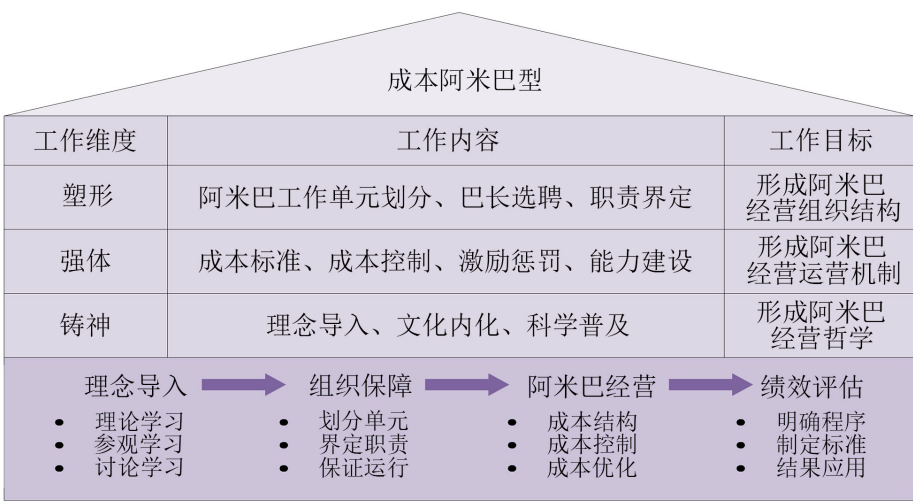 成本阿米巴型
工作维度 工作内容 工作目标
塑形 阿米巴工作单元划分、巴长选聘、职责界定 形成阿米巴
经营组织结构
强体 成本标准、成本控制、激励惩罚、能力建设 形成阿米巴
经营运营机制
铸神 理念导入、文化内化、科学普及 形成阿米巴
经营哲学
理念导入 组织保障 阿米巴经营 绩效评估
• 理论学习 • 划分单元 • 成本结构 • 明确程序
• 参观学习 • 界定职责 • 成本控制 • 制定标准
• 讨论学习 • 保证运行 • 成本优化 • 结果应用